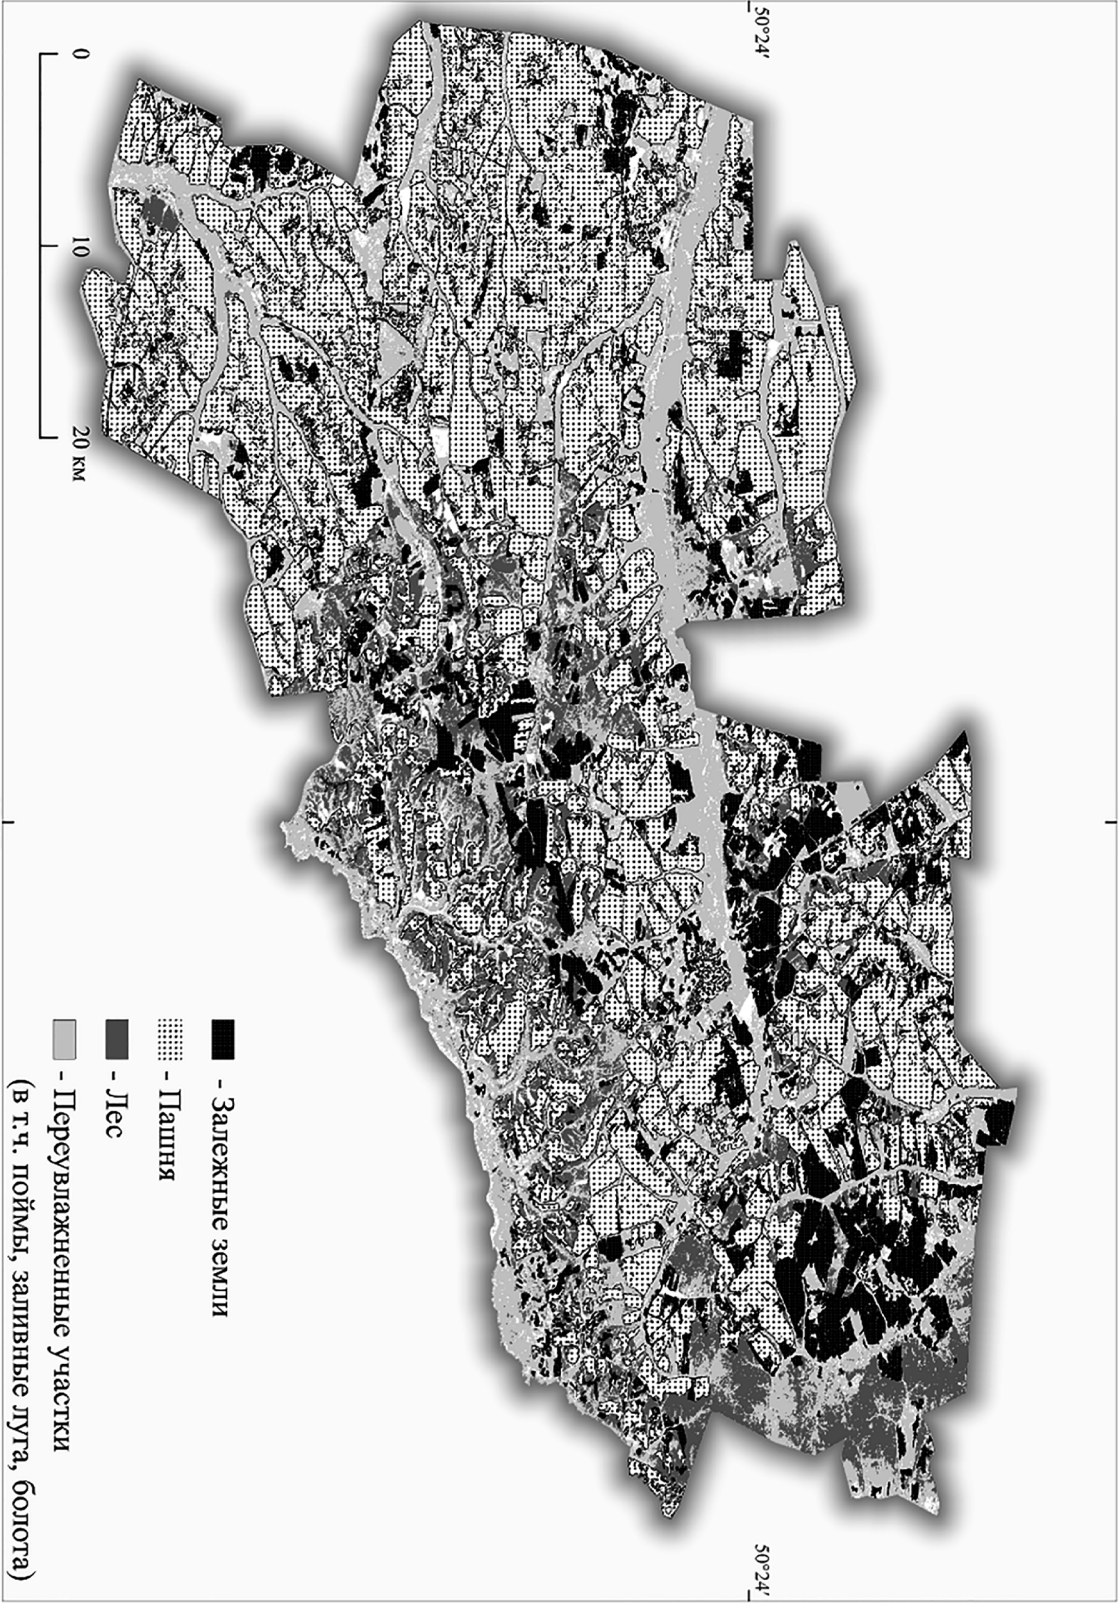 50°24′
50°24′
0
10
20 км
- Залежные земли
- Пашня
- Лес
- Переувлажненные участки
(в т.ч. поймы, заливные луга, болота)